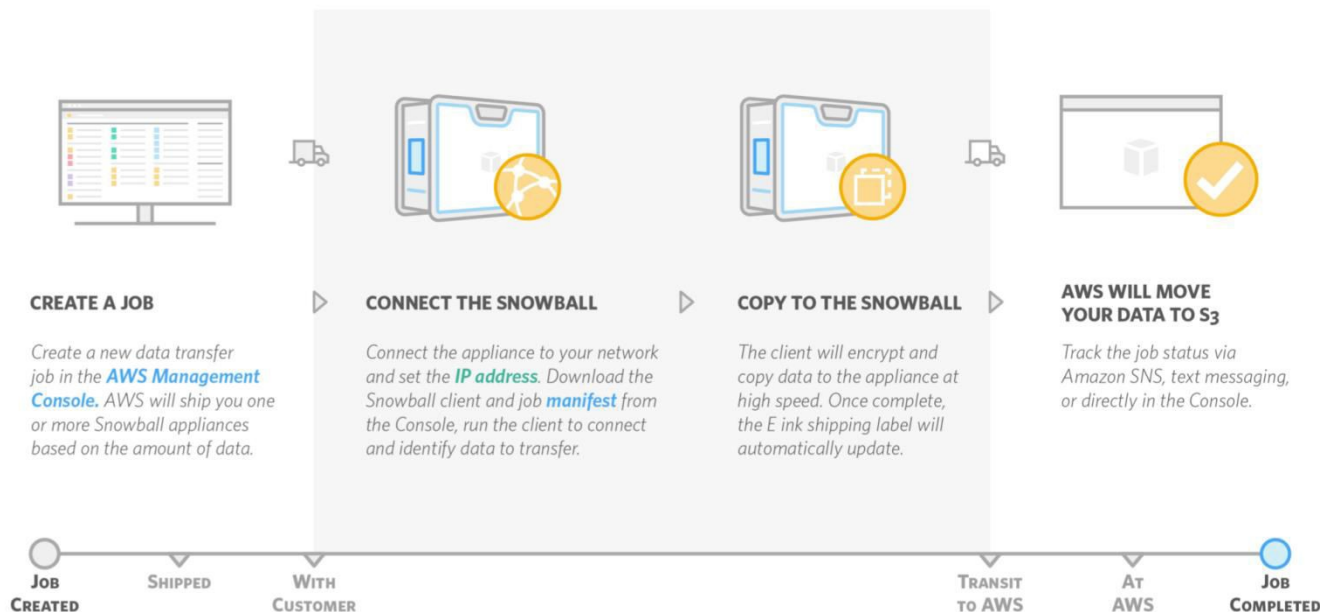 CREATE A JOB
Create a new data transfer
job in the AWS Management
Console. AWS will ship you one
or more Snowball appliances
based on the amount of data.
CONNECT THE SNOWBALL
Connect the appliance to your network
and set the IP address. Download the
Snowball client and job manifest from
the Console, run the client to connect
and identify data to transfer.
COPY TO THE SNOWBALL
The client will encrypt and
copy data to the appliance at
high speed. Once complete,
the E ink shipping label will
automatically update.
AWS WILL MOVE
YOUR DATA TO S3
Track the job status via
Amazon SNS, text messaging,
or directly in the Console.
JOB
CREATED
SHIPPED
WITH
CUSTOMER
TRANSIT
TO AWS
AT
AWS
JOB
COMPLETED